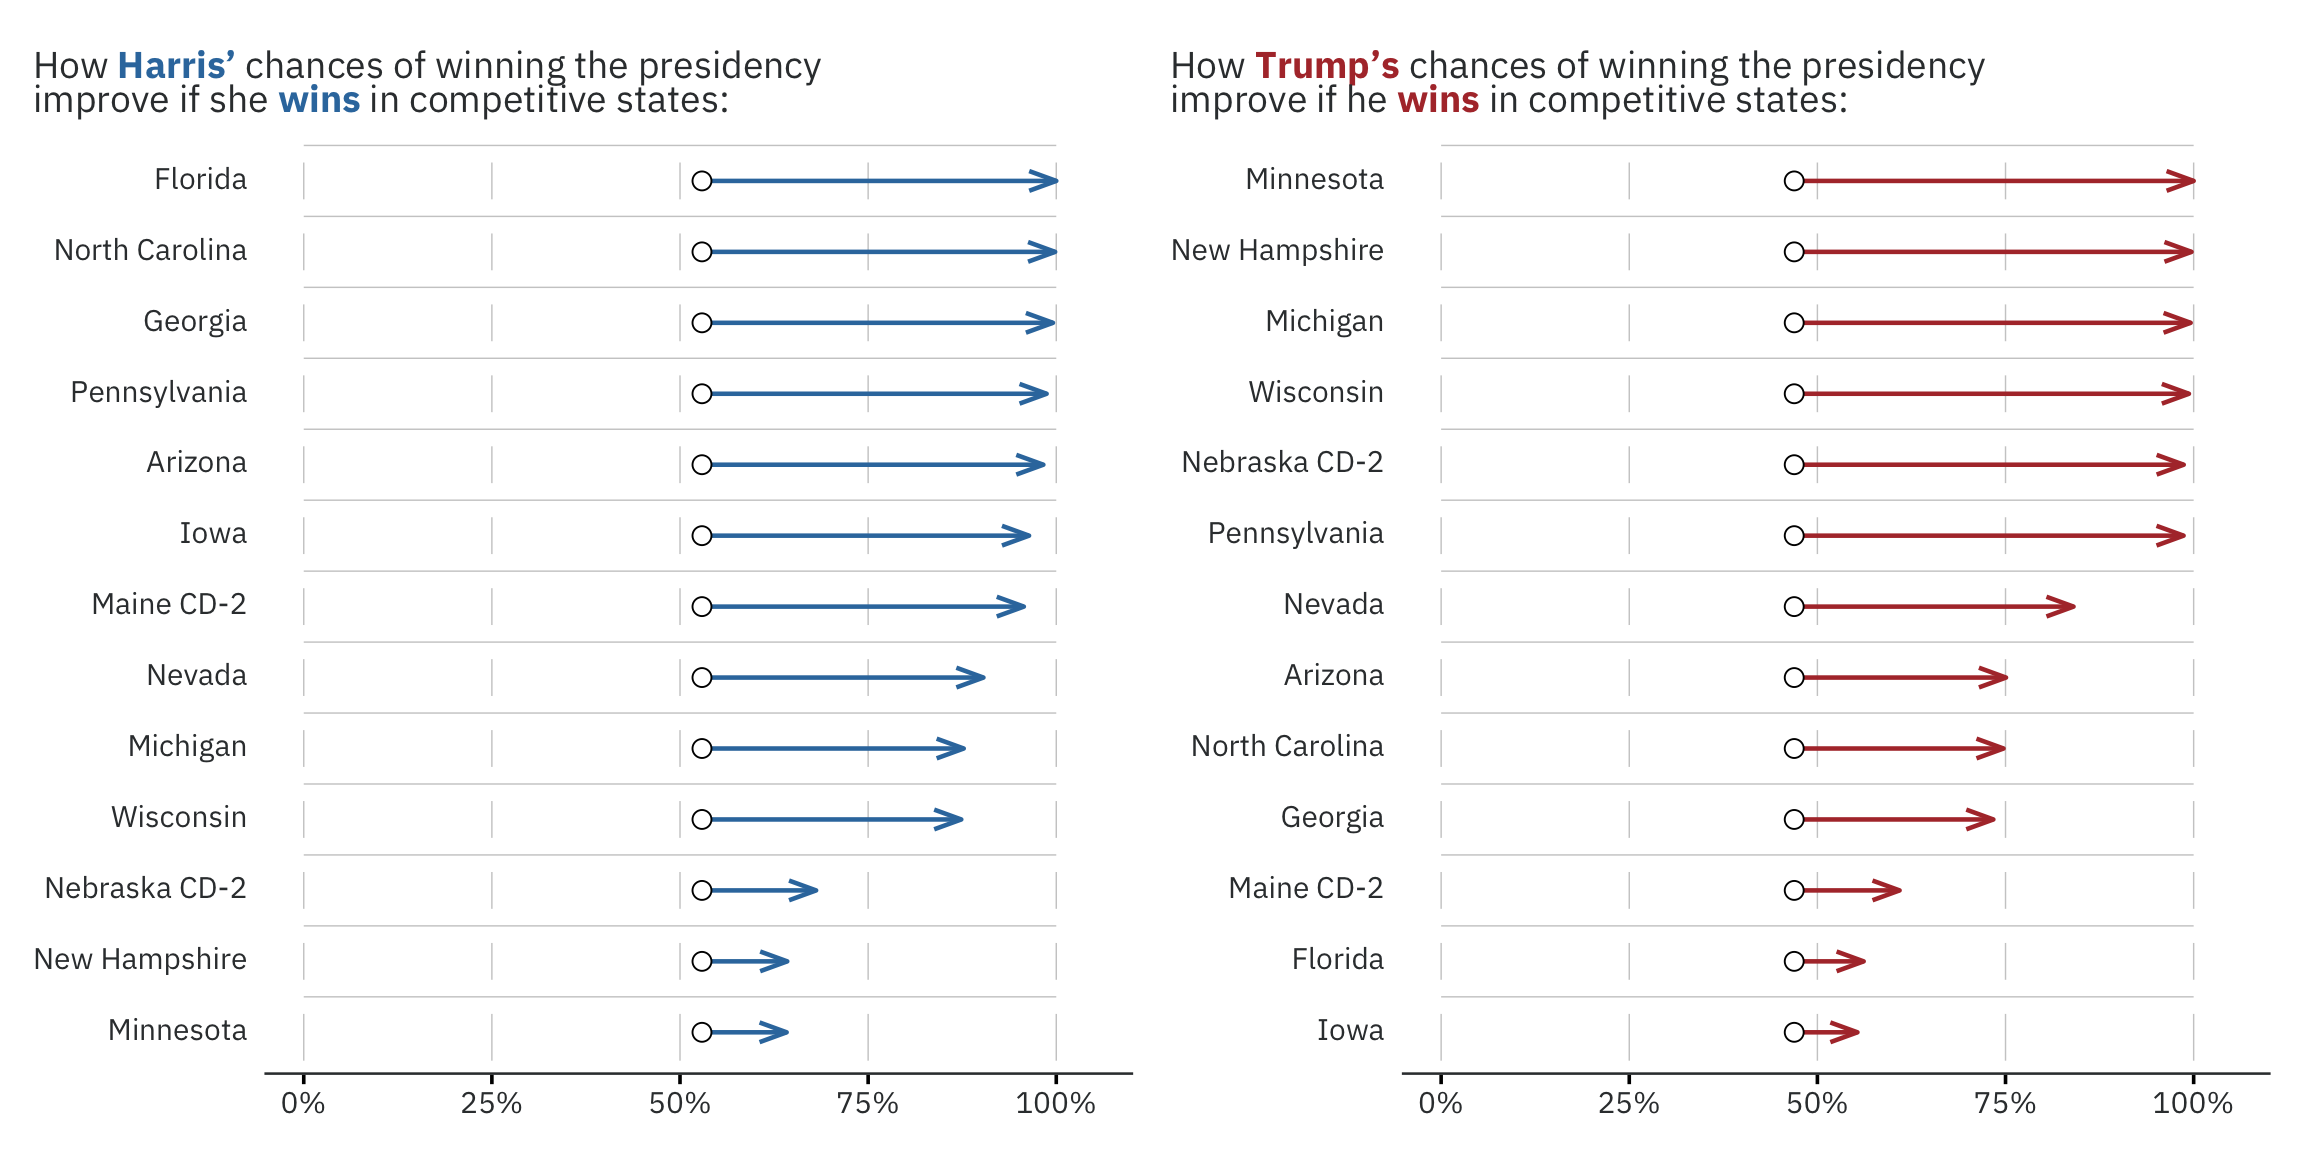 How Harris’ chances of winning the presidency
improve if she wins in competitive states:
Florida
North Carolina
Georgia
Pennsylvania
Arizona
Iowa
Maine CD-2
Nevada
Michigan
Wisconsin
Nebraska CD-2
New Hampshire
Minnesota
0% 25% 50% 75% 100%
How Trump’s chances of winning the presidency
improve if he wins in competitive states:
Minnesota
New Hampshire
Michigan
Wisconsin
Nebraska CD-2
Pennsylvania
Nevada
Arizona
North Carolina
Georgia
Maine CD-2
Florida
Iowa
0% 25% 50% 75% 100%